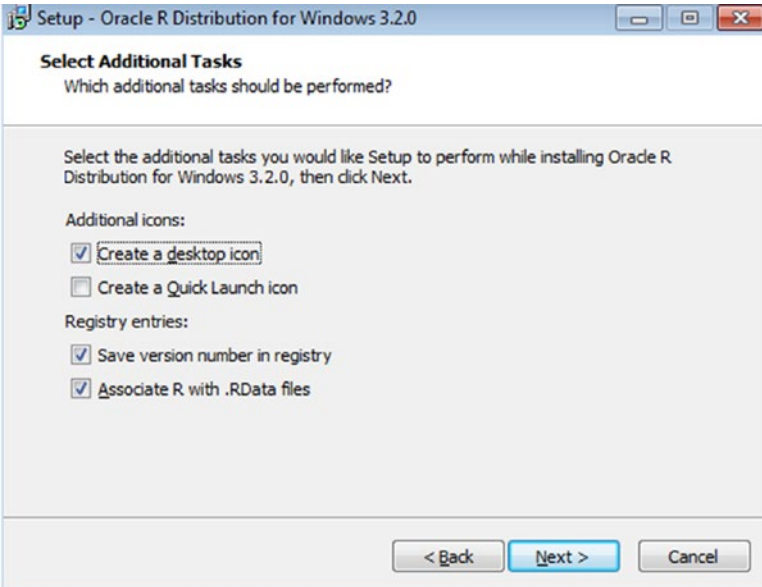 Setup - Oracle R Distribution for Windows 3.2.0
Select Additional Tasks
Which additional tasks should be performed?
Select the additional tasks you would like Setup to perform while installing Oracle R
Distribution for Windows 3.2.0, then click Next.
Additional icons:
Create a desktop icon
Create a Quick Launch icon
Registry entries:
Save version number in registry
Associate R with .RData files
< Back Next > Cancel